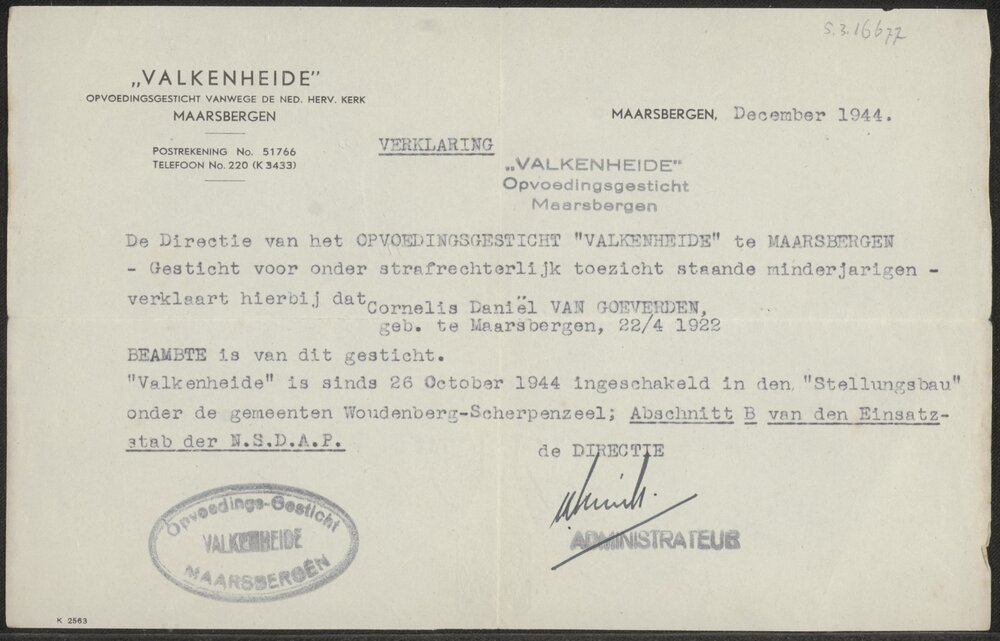 S.3.16677
„VALKENHEIDE”
OPVOEDINGSGESTICHT VANWEGE DE NED. HERV. KERK
MAARSBERGEN
POSTREKENING No. 51766
TELEFOON No. 220 (K 3433)
MAARSBERGEN, December 1944.
VERKLARING
„VALKENHEIDE”
Opvoedingsgesticht
Maarsbergen
De Directie van het OPVOEDINGSGESTICHT "VALKENHEIDE" te MAARSBERGEN
- Gesticht voor onder strafrechterlijk toezicht staande minderjarigen -
verklaart hierbij dat Cornelis Daniël VAN GOEVERDEN,
geb. te Maarsbergen, 22/4 1922
BEAMBTE is van dit gesticht.
"Valkenheide" is sinds 26 October 1944 ingeschakeld in den "Stellungsbau"
onder de gemeenten Woudenberg-Scherpenzeel; Abschnitt B van den Einsatz-
stab der N.S.D.A.P.
de DIRECTIE
ADMINISTRATEUR
Opvoedings-Gesticht
VALKENHEIDE
MAARSBERGEN
K 2563